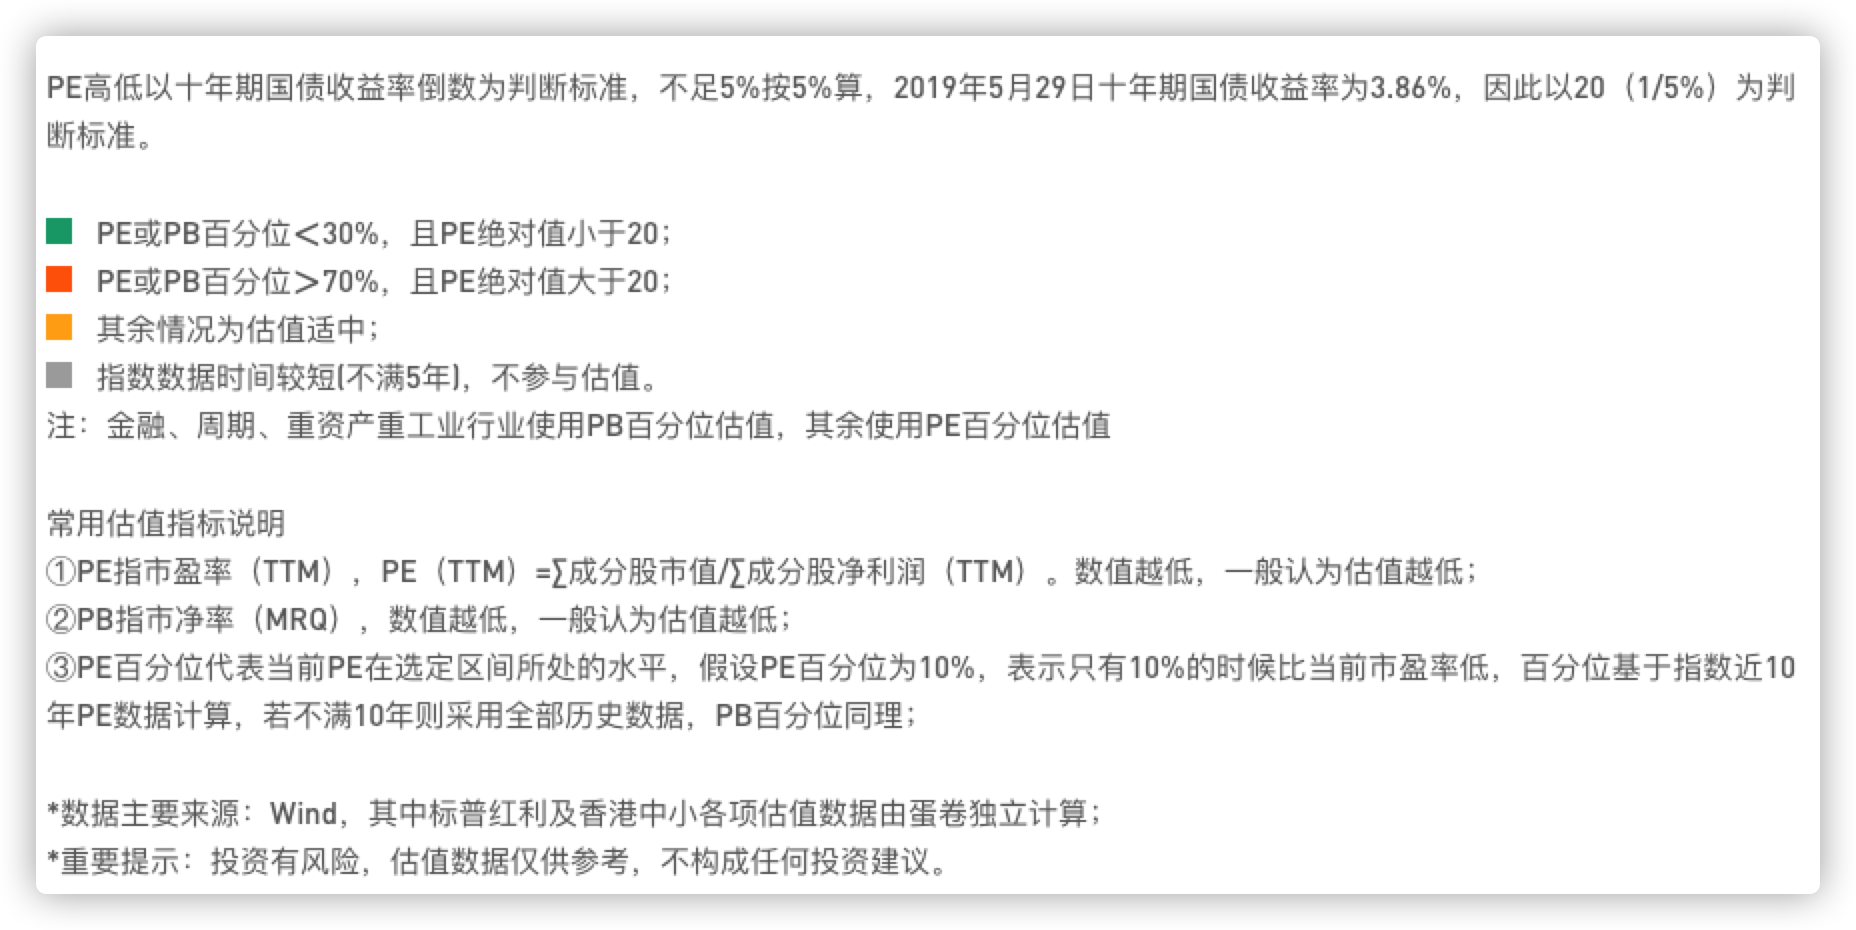 PE高低以十年期国债收益率倒数为判断标准，不足5%按5%算，2019年5月29日十年期国债收益率为3.86%，因此以20（1/5%）为判
断标准。
PE或PB百分位＜30%，且PE绝对值小于20；
PE或PB百分位＞70%，且PE绝对值大于20；
其余情况为估值适中；
指数数据时间较短(不满5年)，不参与估值。
注：金融、周期、重资产重工业行业使用PB百分位估值，其余使用PE百分位估值
常用估值指标说明
①PE指市盈率（TTM），PE（TTM）=∑成分股市值/∑成分股净利润（TTM）。数值越低，一般认为估值越低；
②PB指市净率（MRQ），数值越低，一般认为估值越低；
③PE百分位代表当前PE在选定区间所处的水平，假设PE百分位为10%，表示只有10%的时候比当前市盈率低，百分位基于指数近10
年PE数据计算，若不满10年则采用全部历史数据，PB百分位同理；
*数据主要来源：Wind，其中标普红利及香港中小各项估值数据由蛋卷独立计算；
*重要提示：投资有风险，估值数据仅供参考，不构成任何投资建议。